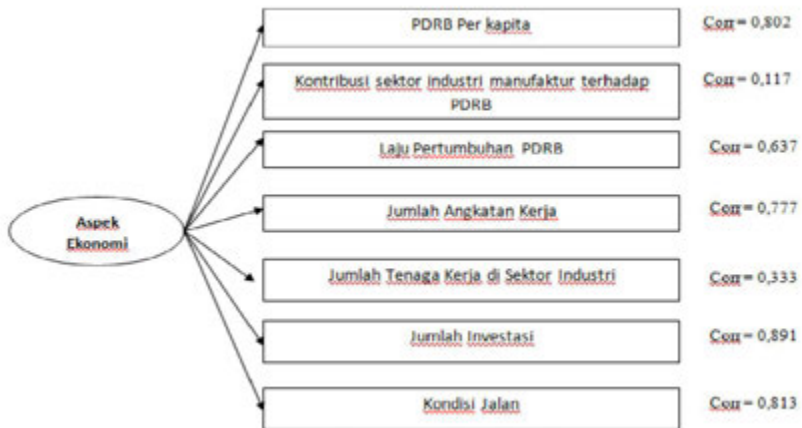 PDRB Per kapita
Corr = 0,802
Kontribusi sektor industri manufaktur terhadap
PDRB
Corr = 0,117
Laju Pertumbuhan PDRB
Corr = 0,637
Aspek
Ekonomi
Jumlah Angkatan Kerja
Corr = 0,777
Jumlah Tenaga Kerja di Sektor Industri
Corr = 0,333
Jumlah Investasi
Corr = 0,891
Kondisi Jalan
Corr = 0,813